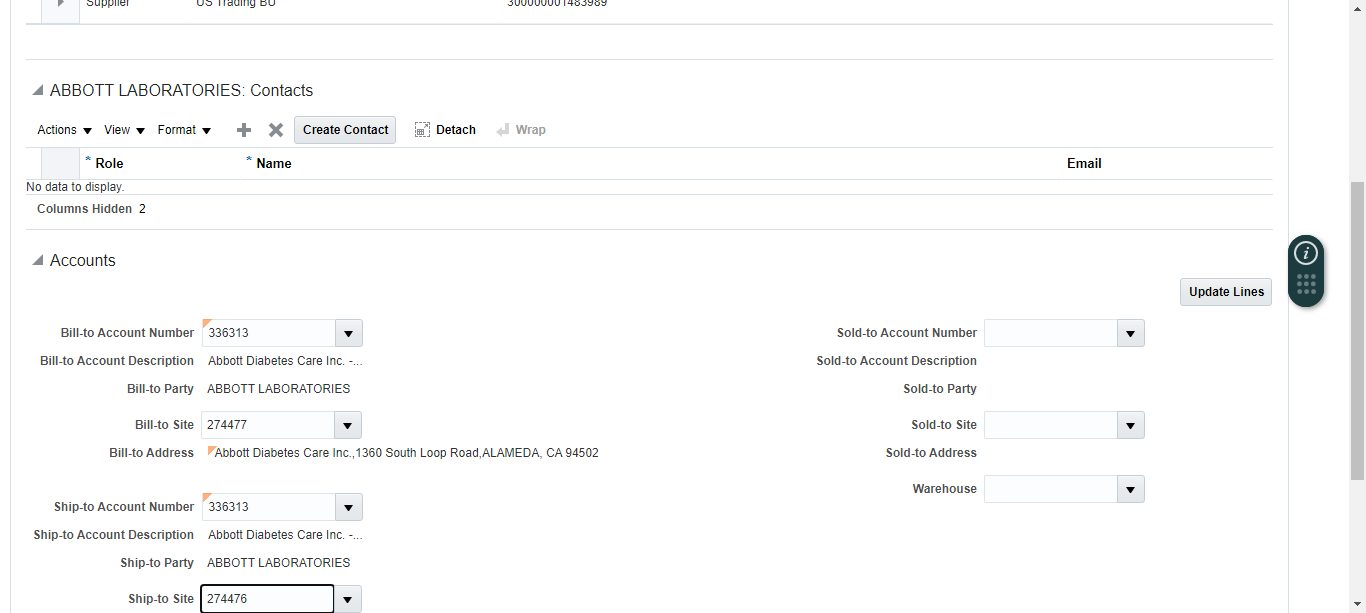 Supplier US Trading BU 300000001483989
ABBOTT LABORATORIES: Contacts
Actions View Format Create Contact Detach Wrap
* Role * Name Email
No data to display.
Columns Hidden 2
Accounts
Update Lines
Bill-to Account Number 336313 Sold-to Account Number
Bill-to Account Description Abbott Diabetes Care Inc. -... Sold-to Account Description
Bill-to Party ABBOTT LABORATORIES Sold-to Party
Bill-to Site 274477 Sold-to Site
Bill-to Address Abbott Diabetes Care Inc.,1360 South Loop Road,ALAMEDA, CA 94502 Sold-to Address
Warehouse
Ship-to Account Number 336313
Ship-to Account Description Abbott Diabetes Care Inc. -...
Ship-to Party ABBOTT LABORATORIES
Ship-to Site 274476